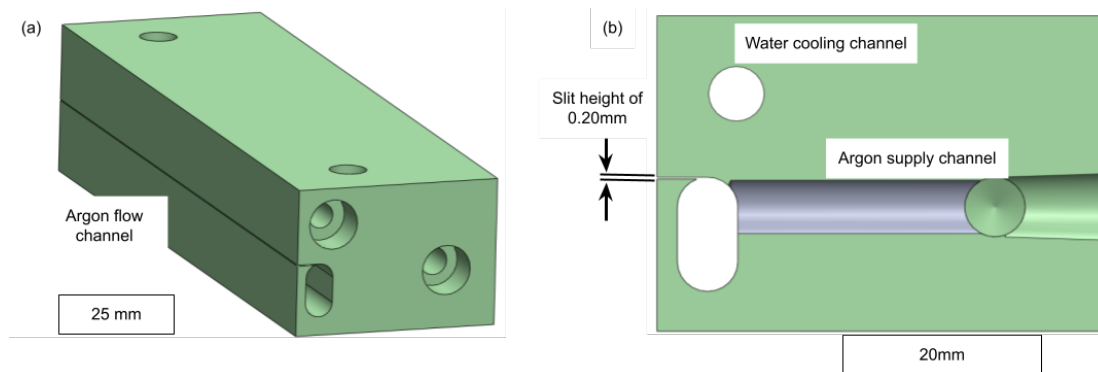 (a)
Argon flow
channel
25 mm
(b)
Water cooling channel
Slit height of
0.20mm
Argon supply channel
20mm